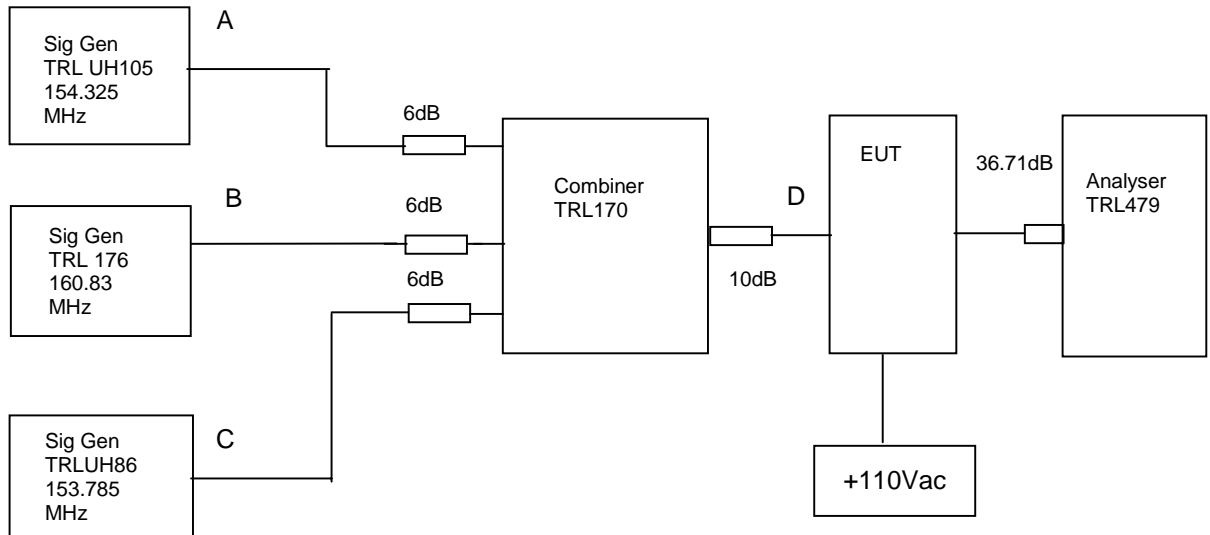 A
Sig Gen
TRL UH105
154.325
MHz
6dB
B
Sig Gen
TRL 176
160.83
MHz
6dB
6dB
C
Sig Gen
TRLUH86
153.785
MHz
Combiner
TRL170
10dB
D
EUT
36.71dB
Analyser
TRL479
+110Vac